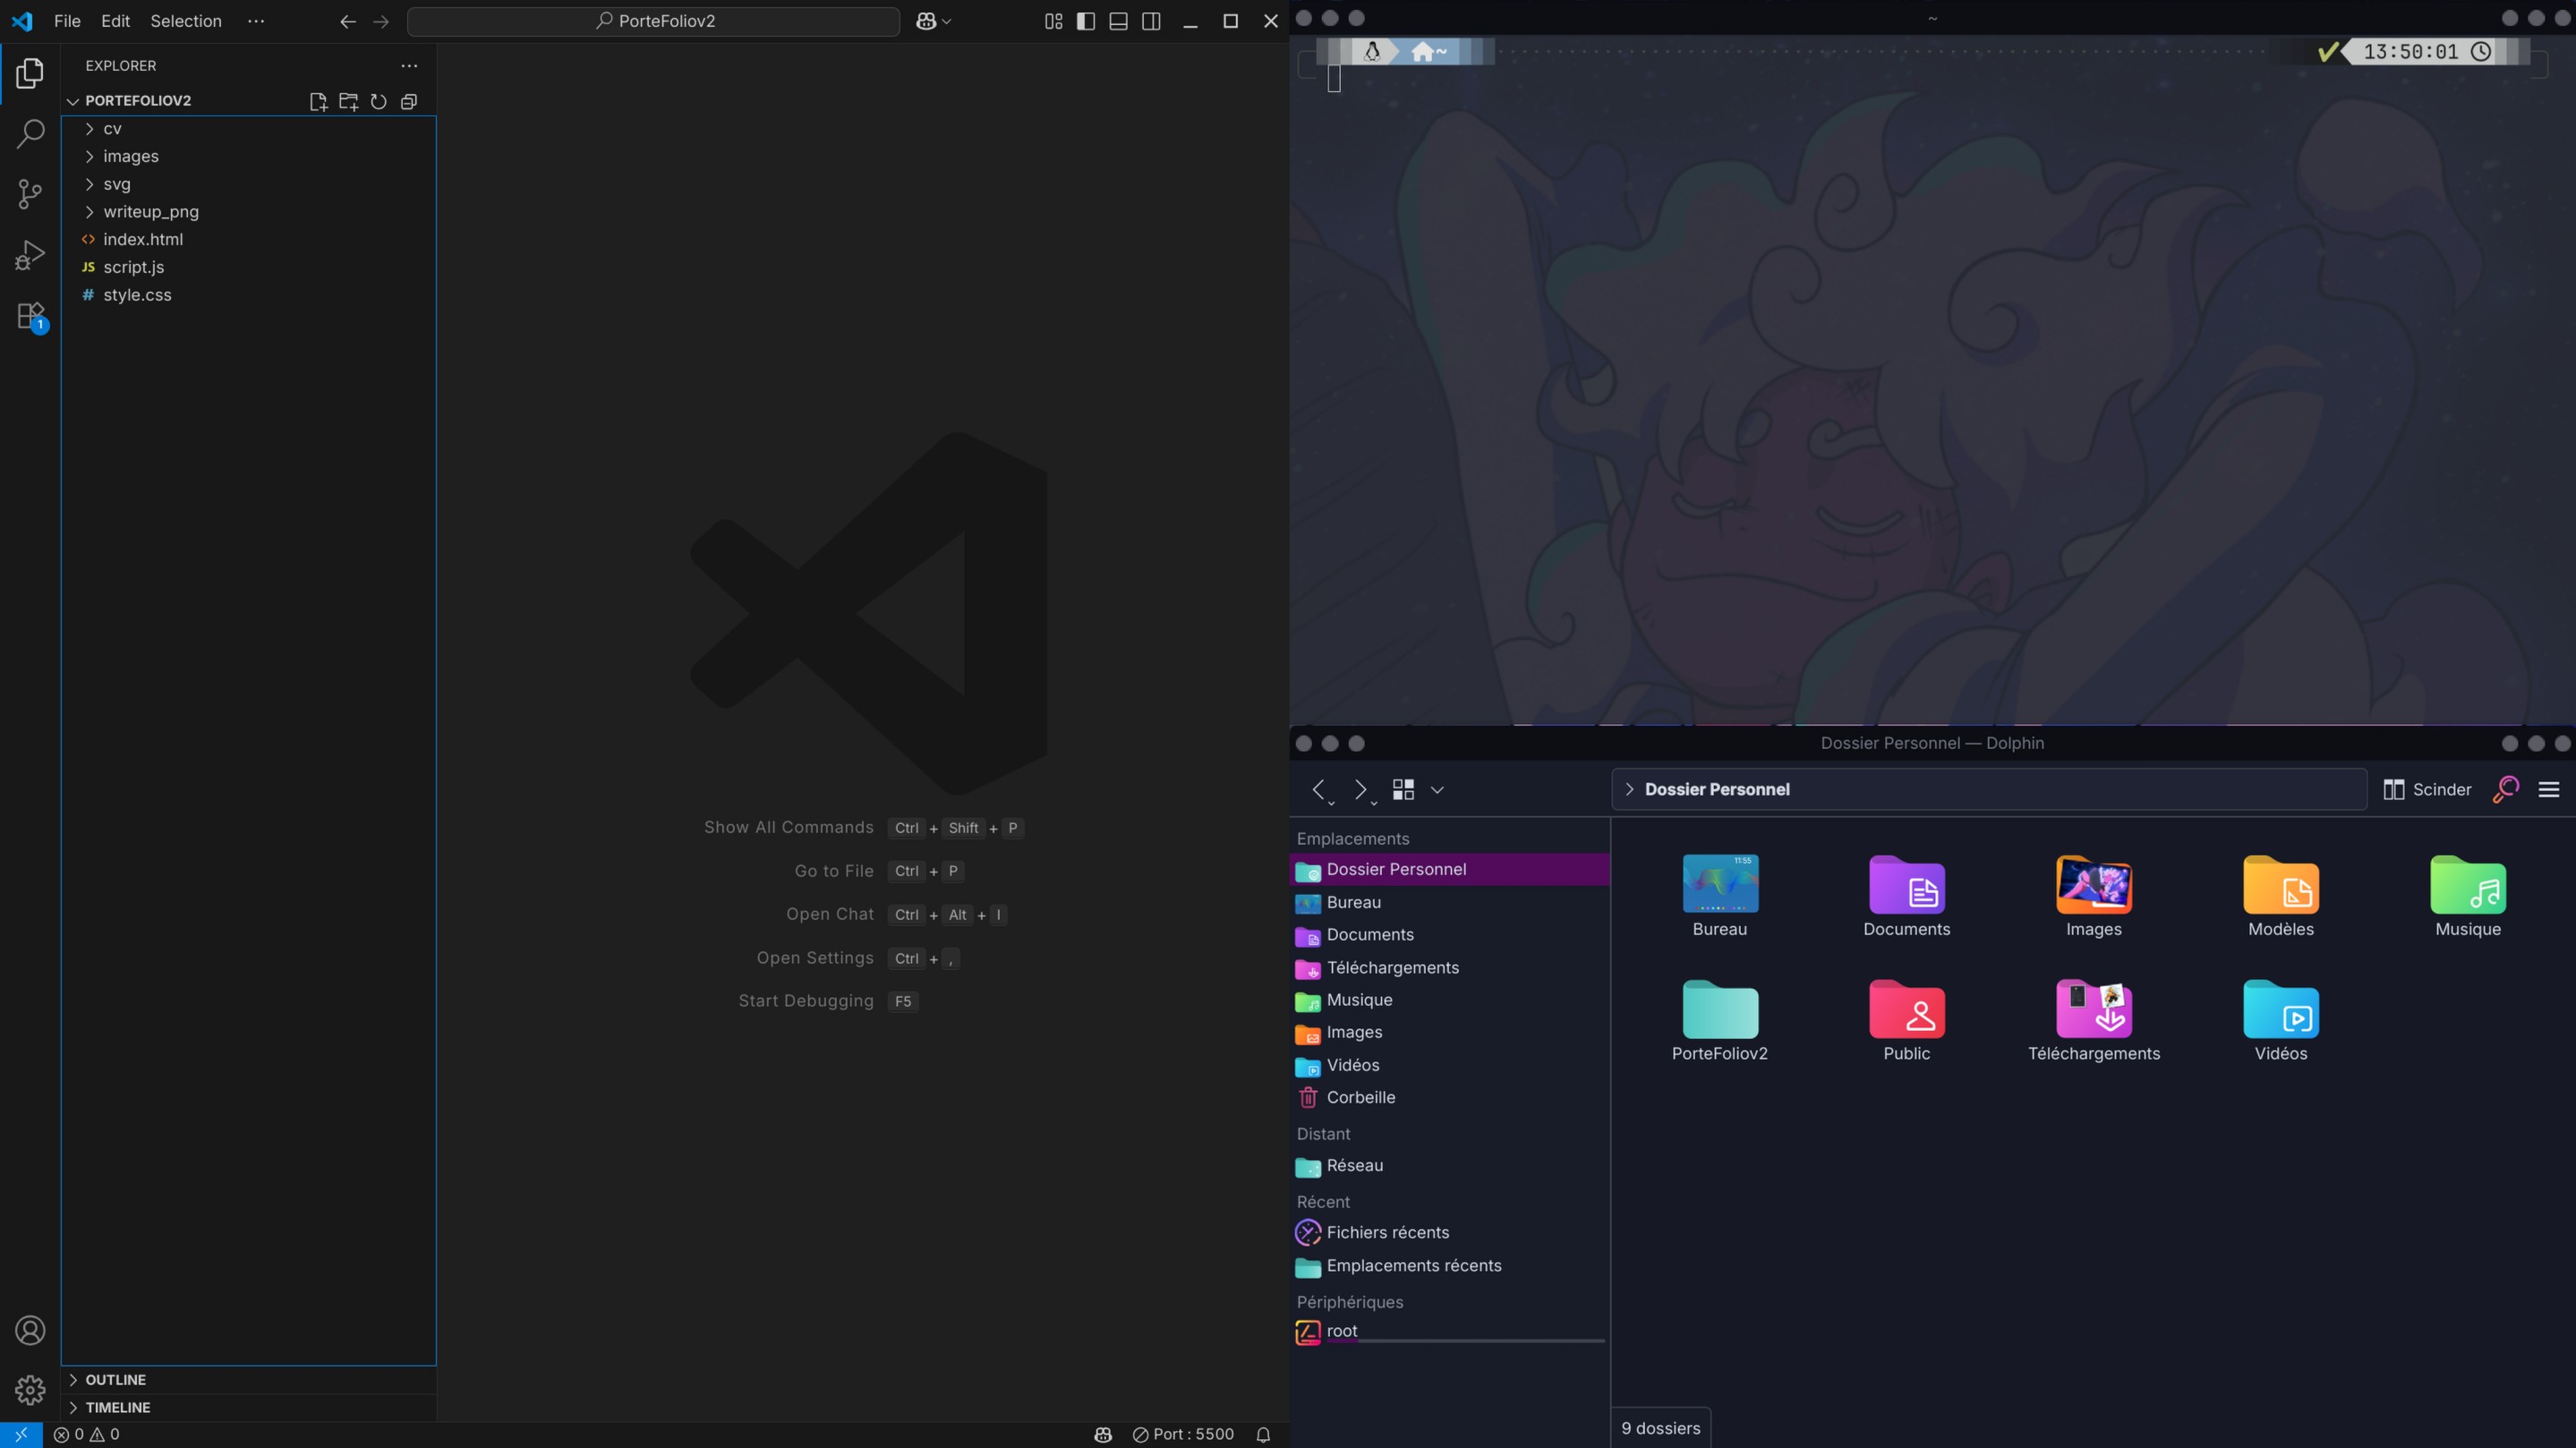 File Edit Selection ··· PorteFoliov2
EXPLORER ···
PORTEFOLIOV2
cv
images
svg
writeup_png
<> index.html
JS script.js
# style.css
1
Show All Commands Ctrl + Shift + P
Go to File Ctrl + P
Open Chat Ctrl + Alt + I
Open Settings Ctrl + ,
Start Debugging F5
OUTLINE
TIMELINE
0 0 Port : 5500
~
~ 13:50:01
Dossier Personnel — Dolphin
Dossier Personnel Scinder
Emplacements
Dossier Personnel
Bureau
Documents
Téléchargements
Musique
Images
Vidéos
Corbeille
Distant
Réseau
Récent
Fichiers récents
Emplacements récents
Périphériques
root
11:55
Bureau Documents Images Modèles Musique
PorteFoliov2 Public Téléchargements Vidéos
9 dossiers